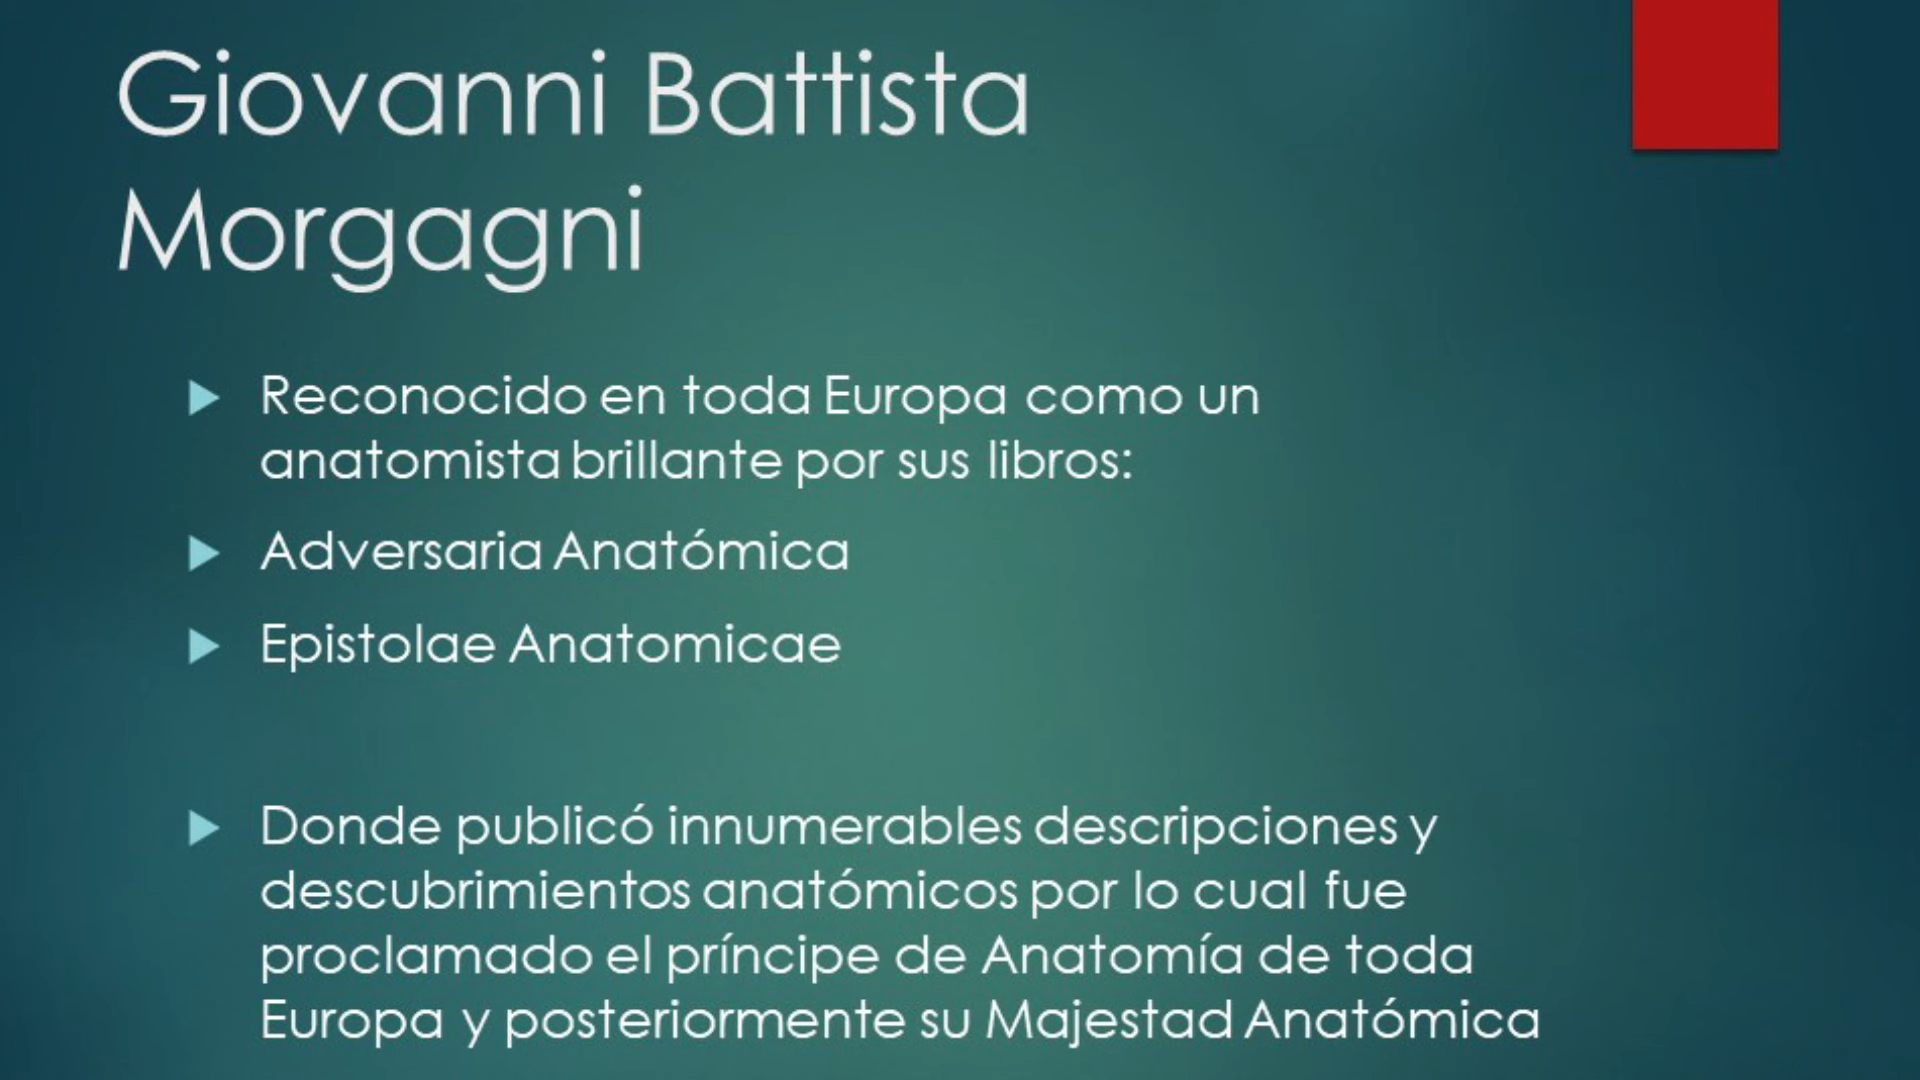 Giovanni Battista
Morgagni
Reconocido en toda Europa como un
anatomista brillante por sus libros:
Adversaria Anatómica
Epistolae Anatomicae
Donde publicó innumerables descripciones y
descubrimientos anatómicos por lo cual fue
proclamado el príncipe de Anatomía de toda
Europa y posteriormente su Majestad Anatómica